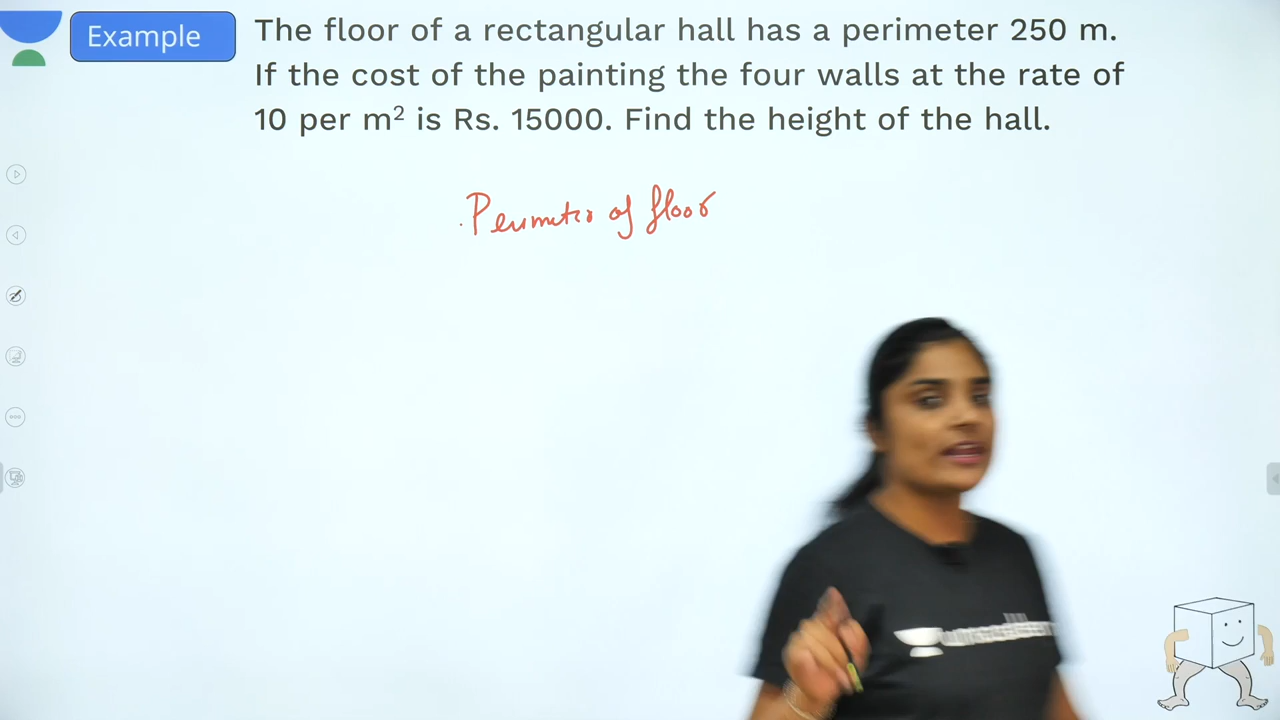 Example
The floor of a rectangular hall has a perimeter 250 m.
If the cost of the painting the four walls at the rate of
10 per m² is Rs. 15000. Find the height of the hall.
Perimeter of floor